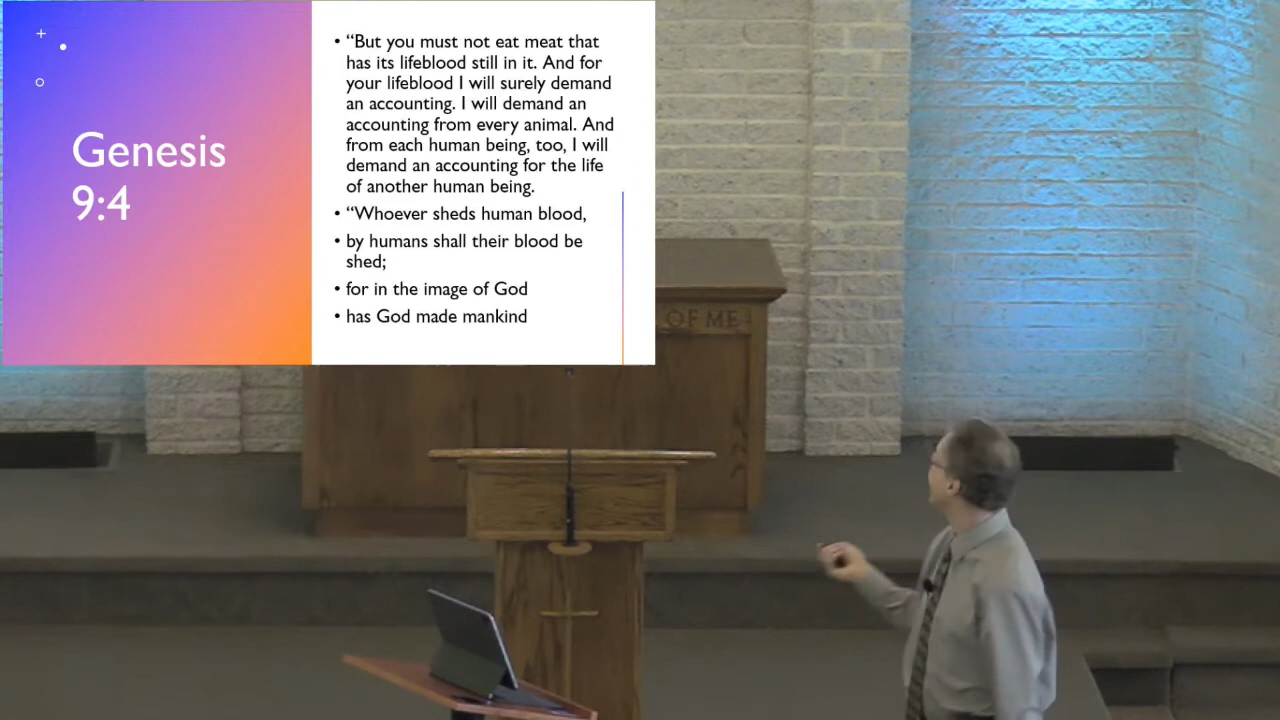 Genesis
9:4
• “But you must not eat meat that
has its lifeblood still in it. And for
your lifeblood I will surely demand
an accounting. I will demand an
accounting from every animal. And
from each human being, too, I will
demand an accounting for the life
of another human being.
• “Whoever sheds human blood,
• by humans shall their blood be
shed;
• for in the image of God
• has God made mankind
OF ME